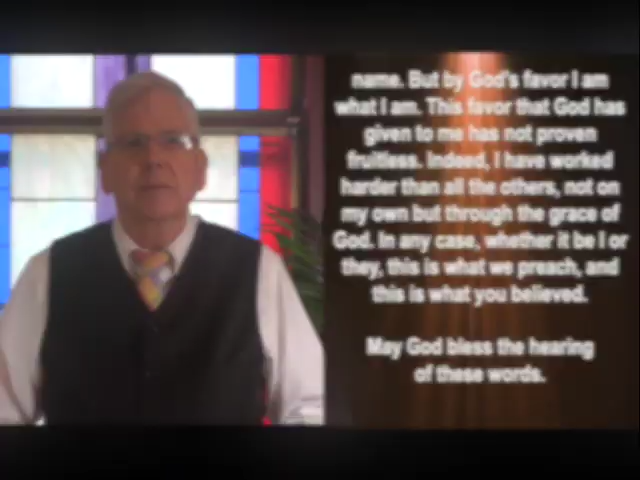 name. But by God's favor I am
what I am. This favor that God has
given to me has not proven
fruitless. Indeed, I have worked
harder than all the others, not on
my own but through the grace of
God. In any case, whether it be I or
they, this is what we preach, and
this is what you believed.
May God bless the hearing
of these words.